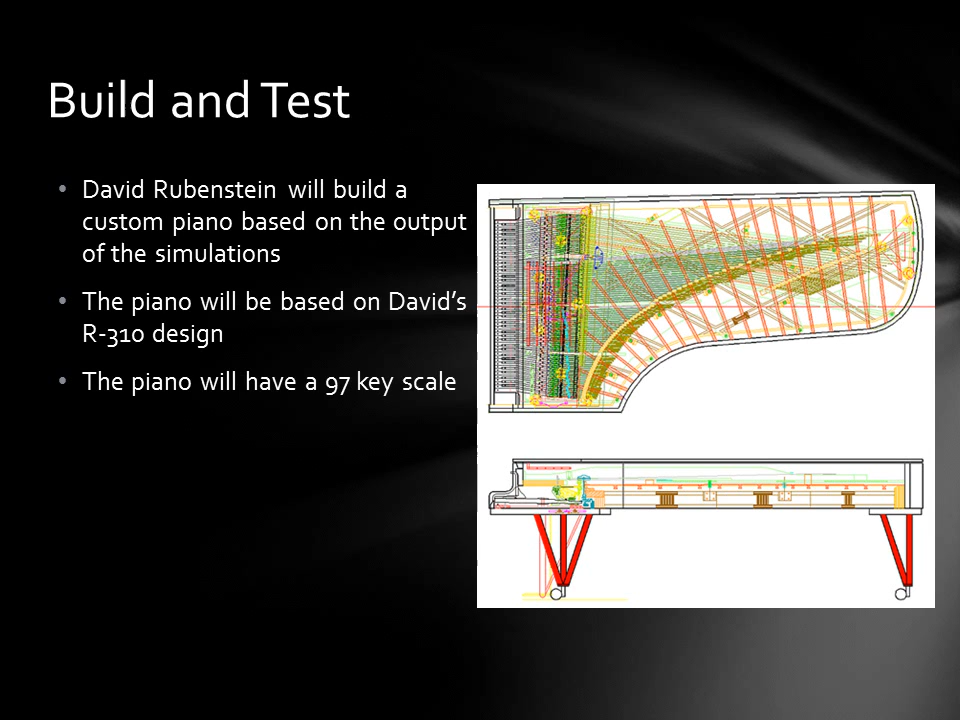 Build and Test
• David Rubenstein will build a
custom piano based on the output
of the simulations
• The piano will be based on David's
R-310 design
• The piano will have a 97 key scale